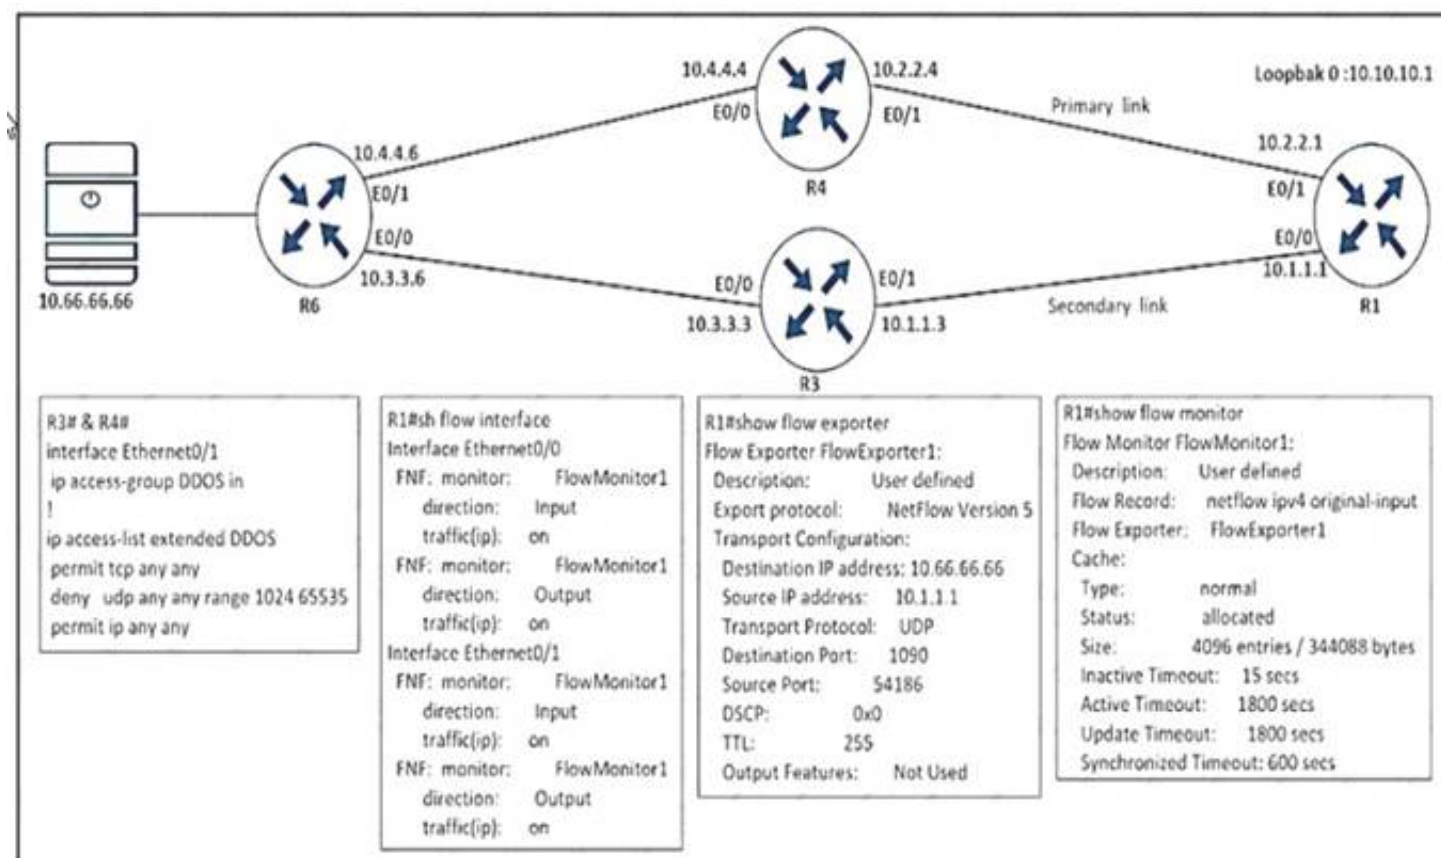 10.4.4.4
10.2.2.4
Loopbak 0 :10.10.10.1
E0/0
E0/1
Primary link
10.4.4.6
10.2.2.1
R4
E0/1
E0/1
E0/0
E0/0
10.3.3.6
E0/0
E0/1
10.1.1.1
10.66.66.66
R6
R1
10.3.3.3
10.1.1.3
Secondary link
R3
R3# & R4#
interface Ethernet0/1
ip access-group DDOS in
!
ip access-list extended DDOS
permit tcp any any
deny udp any any range 1024 65535
permit ip any any
R1#sh flow interface
Interface Ethernet0/0
FNF: monitor: FlowMonitor1
direction: Input
traffic(ip): on
FNF: monitor: FlowMonitor1
direction: Output
traffic(ip): on
Interface Ethernet0/1
FNF: monitor: FlowMonitor1
direction: Input
traffic(ip): on
FNF: monitor: FlowMonitor1
direction: Output
traffic(ip): on
R1#show flow exporter
Flow Exporter FlowExporter1:
Description: User defined
Export protocol: NetFlow Version 5
Transport Configuration:
Destination IP address: 10.66.66.66
Source IP address: 10.1.1.1
Transport Protocol: UDP
Destination Port: 1090
Source Port: 54186
DSCP: 0x0
TTL: 255
Output Features: Not Used
R1#show flow monitor
Flow Monitor FlowMonitor1:
Description: User defined
Flow Record: netflow ipv4 original-input
Flow Exporter: FlowExporter1
Cache:
Type: normal
Status: allocated
Size: 4096 entries / 344088 bytes
Inactive Timeout: 15 secs
Active Timeout: 1800 secs
Update Timeout: 1800 secs
Synchronized Timeout: 600 secs